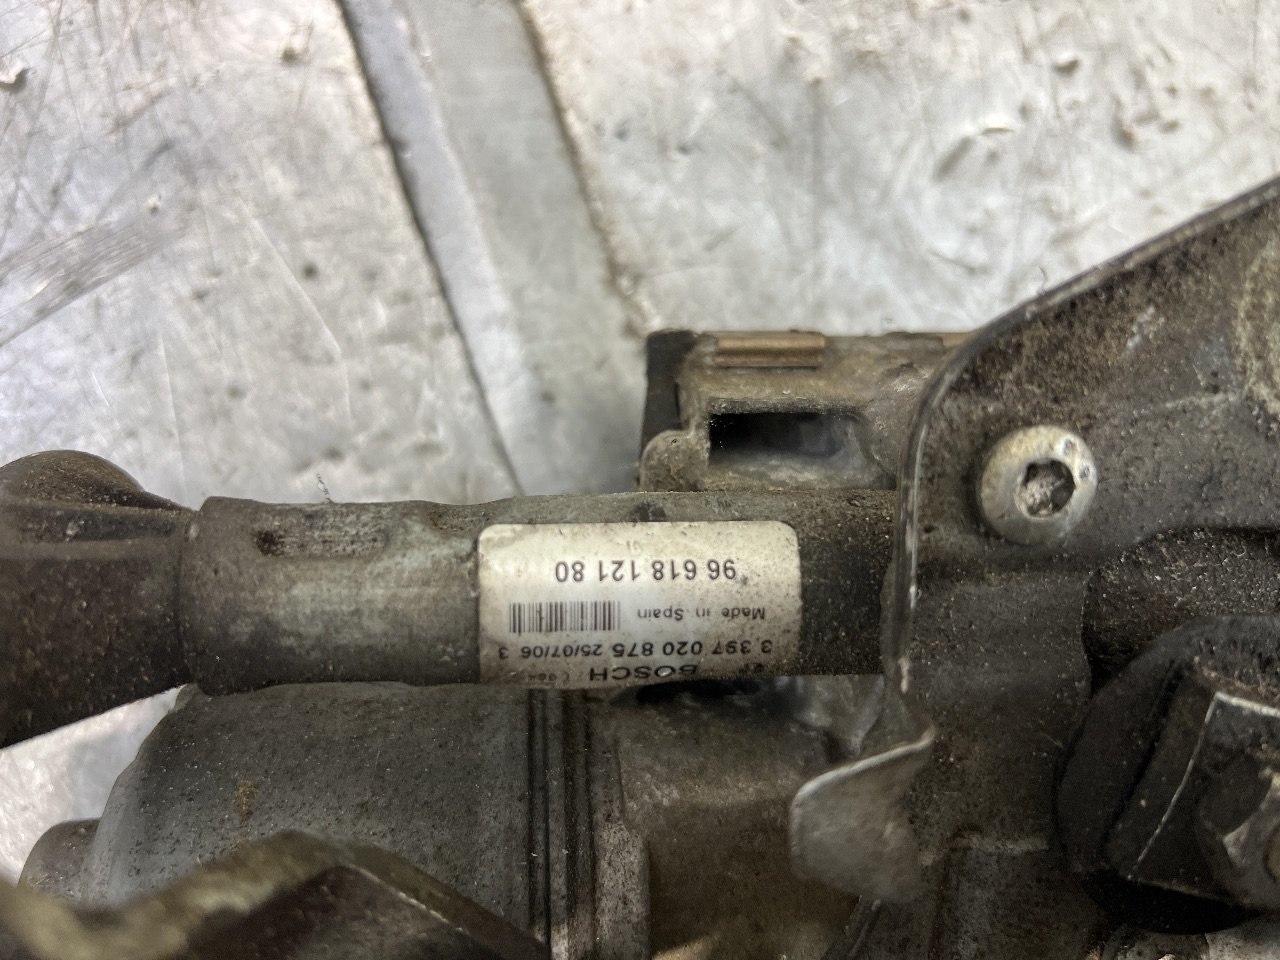 BOSCH
3 397 020 875 25/07/06 3
Made in Spain
96 618 121 80